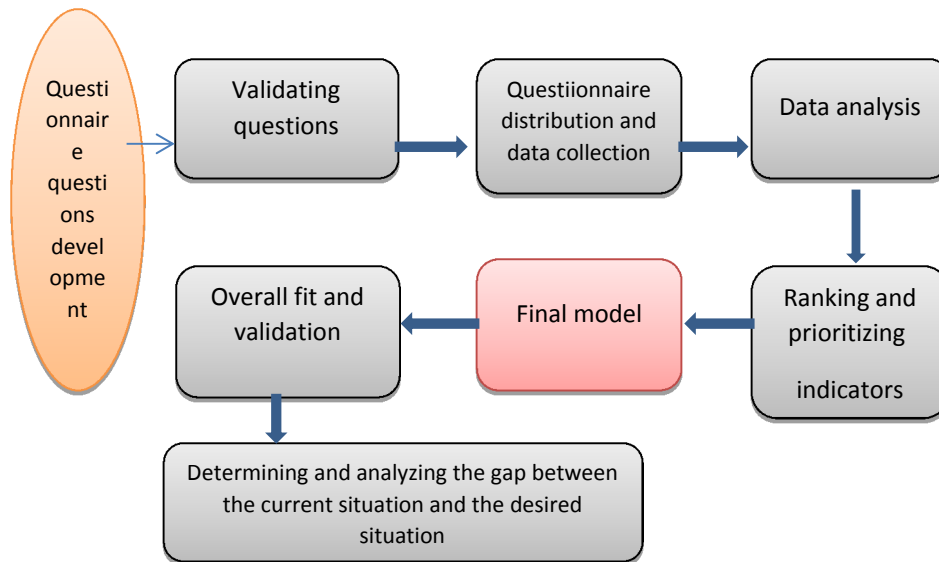 Questi
onnair
e
questi
ons
devel
opme
nt
Validating
questions
Questiionnaire
distribution and
data collection
Data analysis
Ranking and
prioritizing
indicators
Final model
Overall fit and
validation
Determining and analyzing the gap between
the current situation and the desired
situation